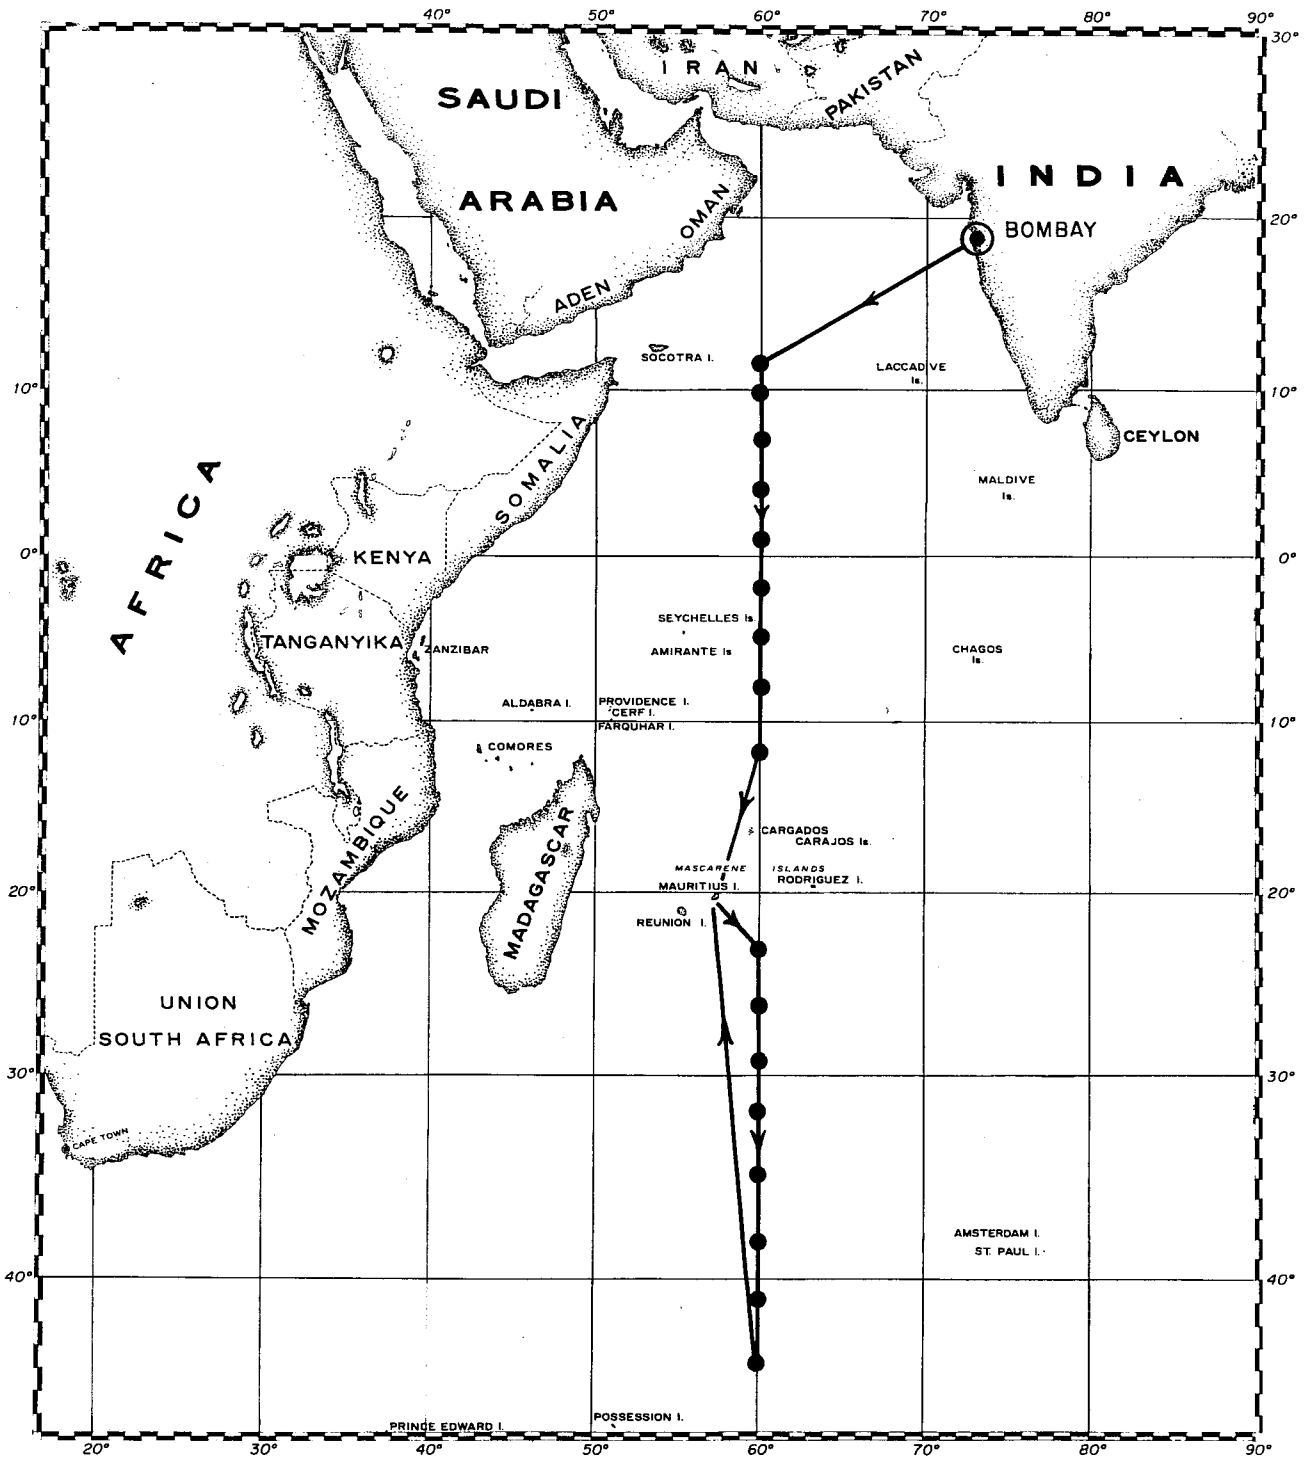 40° 50° 60° 70° 80° 90°
30°
IRAN
PAKISTAN
SAUDI
ARABIA
OMAN
ADEN
INDIA
20°
BOMBAY
SOCOTRA I.
LACCADIVE
Is.
10° 10°
CEYLON
SOMALIA
MALDIVE
Is.
AFRICA
KENYA
0° 0°
SEYCHELLES Is.
TANGANYIKA
ZANZIBAR
AMIRANTE Is
CHAGOS
Is.
ALDABRA I.
PROVIDENCE I.
CERF I.
FARQUHAR I.
10° 10°
COMORES
MOZAMBIQUE
MADAGASCAR
CARGADOS
CARAJOS Is.
MASCARENE ISLANDS
MAURITIUS I.
RODRIGUEZ I.
20° 20°
REUNION I.
UNION
SOUTH AFRICA
30° 30°
CAPE TOWN
AMSTERDAM I.
ST. PAUL I.
40° 40°
PRINCE EDWARD I.
POSSESSION I.
20° 30° 40° 50° 60° 70° 80° 90°